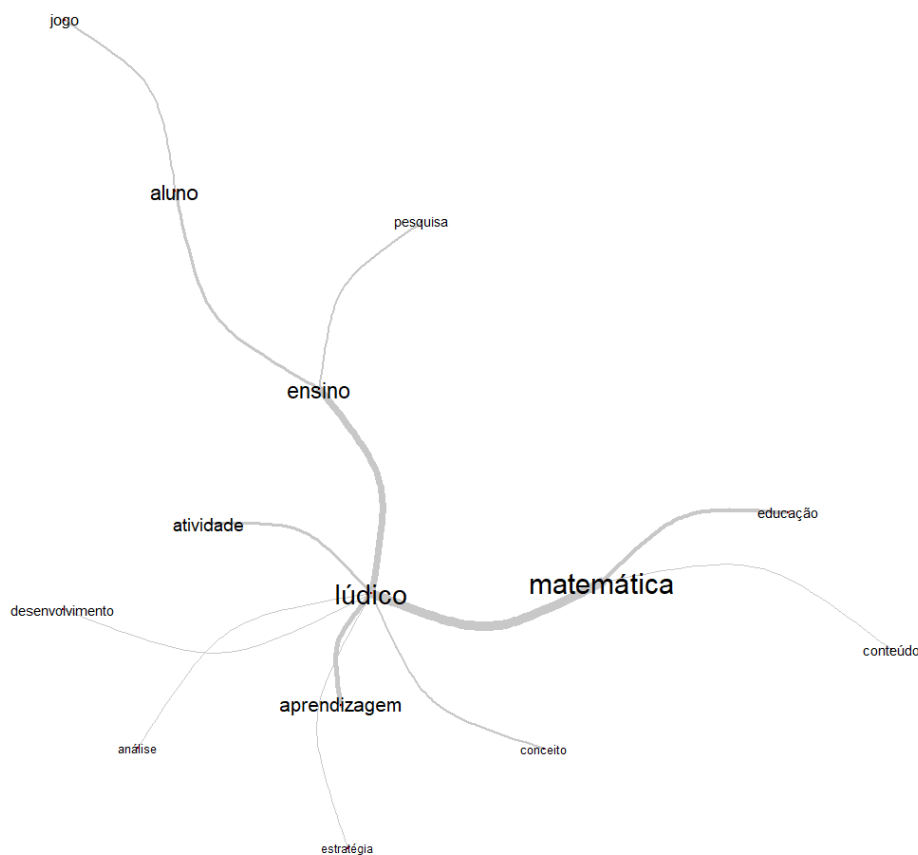 jogo
aluno
pesquisa
ensino
educação
atividade
matemática
lúdico
desenvolvimento
conteúdo
aprendizagem
análise
conceito
estratégia